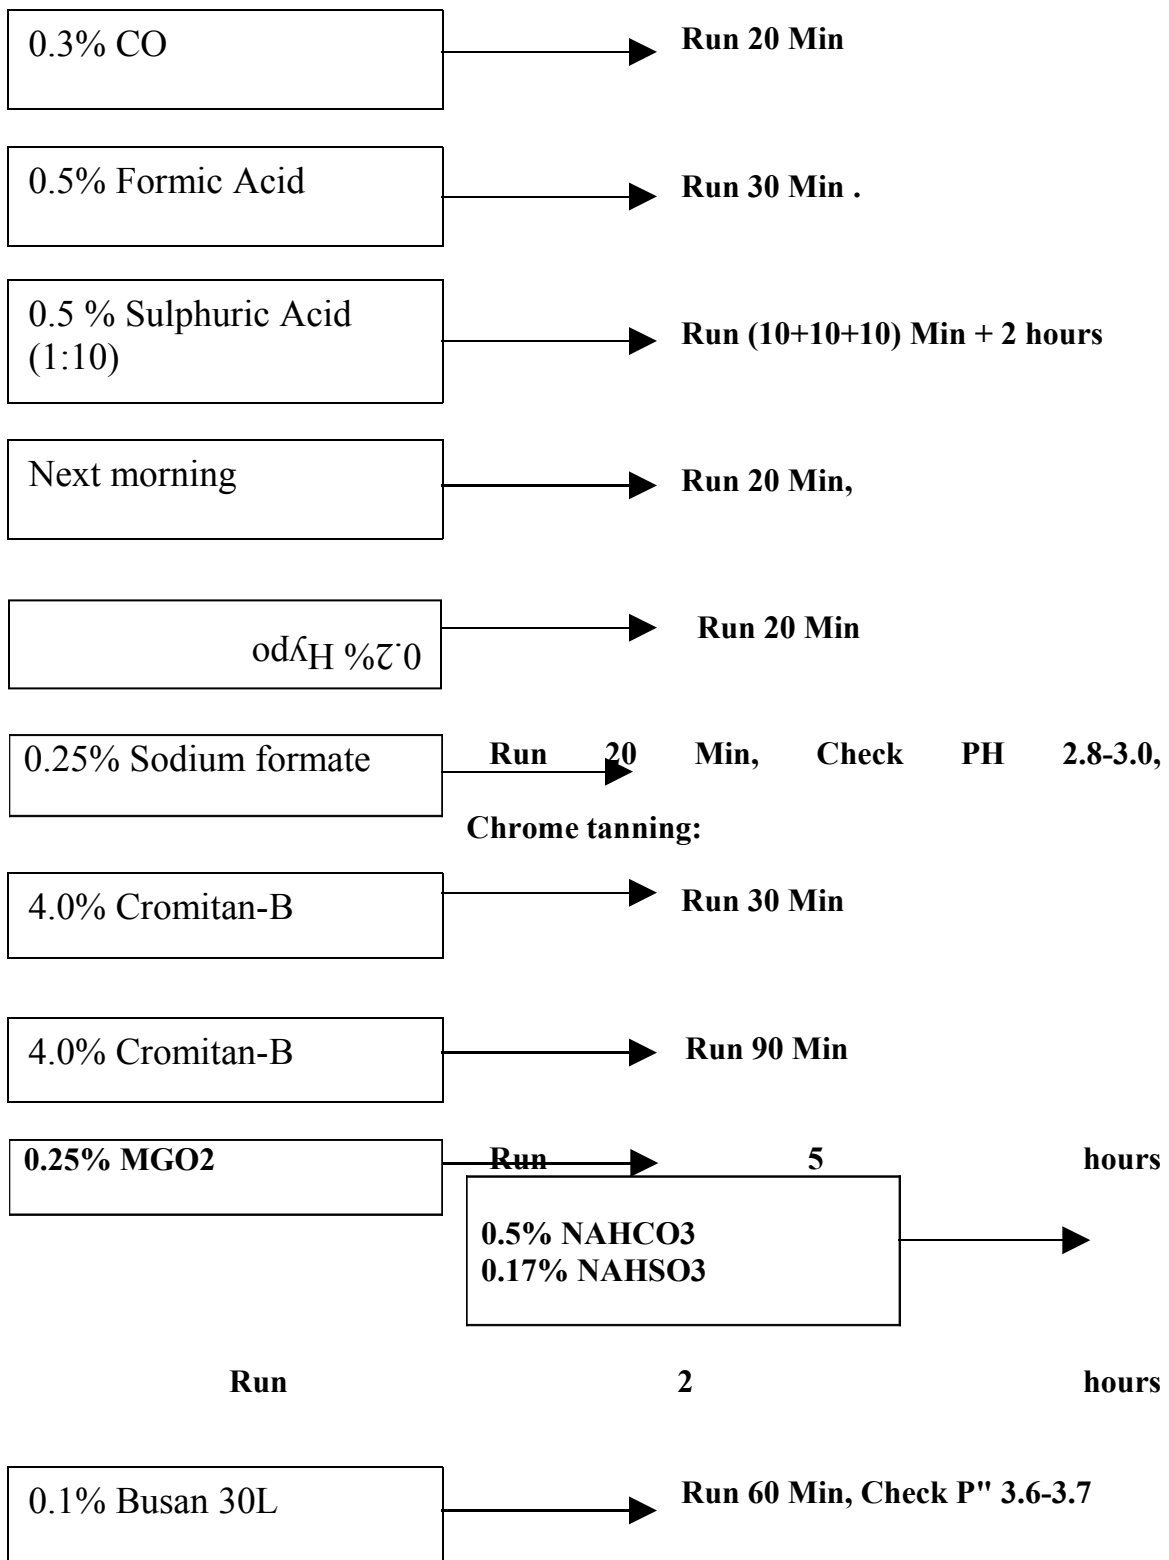 0.3% CO
Run 20 Min
0.5% Formic Acid
Run 30 Min .
0.5 % Sulphuric Acid
(1:10)
Run (10+10+10) Min + 2 hours
Next morning
Run 20 Min,
0.2% Hypo
Run 20 Min
0.25% Sodium formate
Run 20 Min, Check PH 2.8-3.0,
Chrome tanning:
4.0% Cromitan-B
Run 30 Min
4.0% Cromitan-B
Run 90 Min
0.25% MGO2
Run 5 hours
0.5% NAHCO3
0.17% NAHSO3
Run 2 hours
0.1% Busan 30L
Run 60 Min, Check P" 3.6-3.7